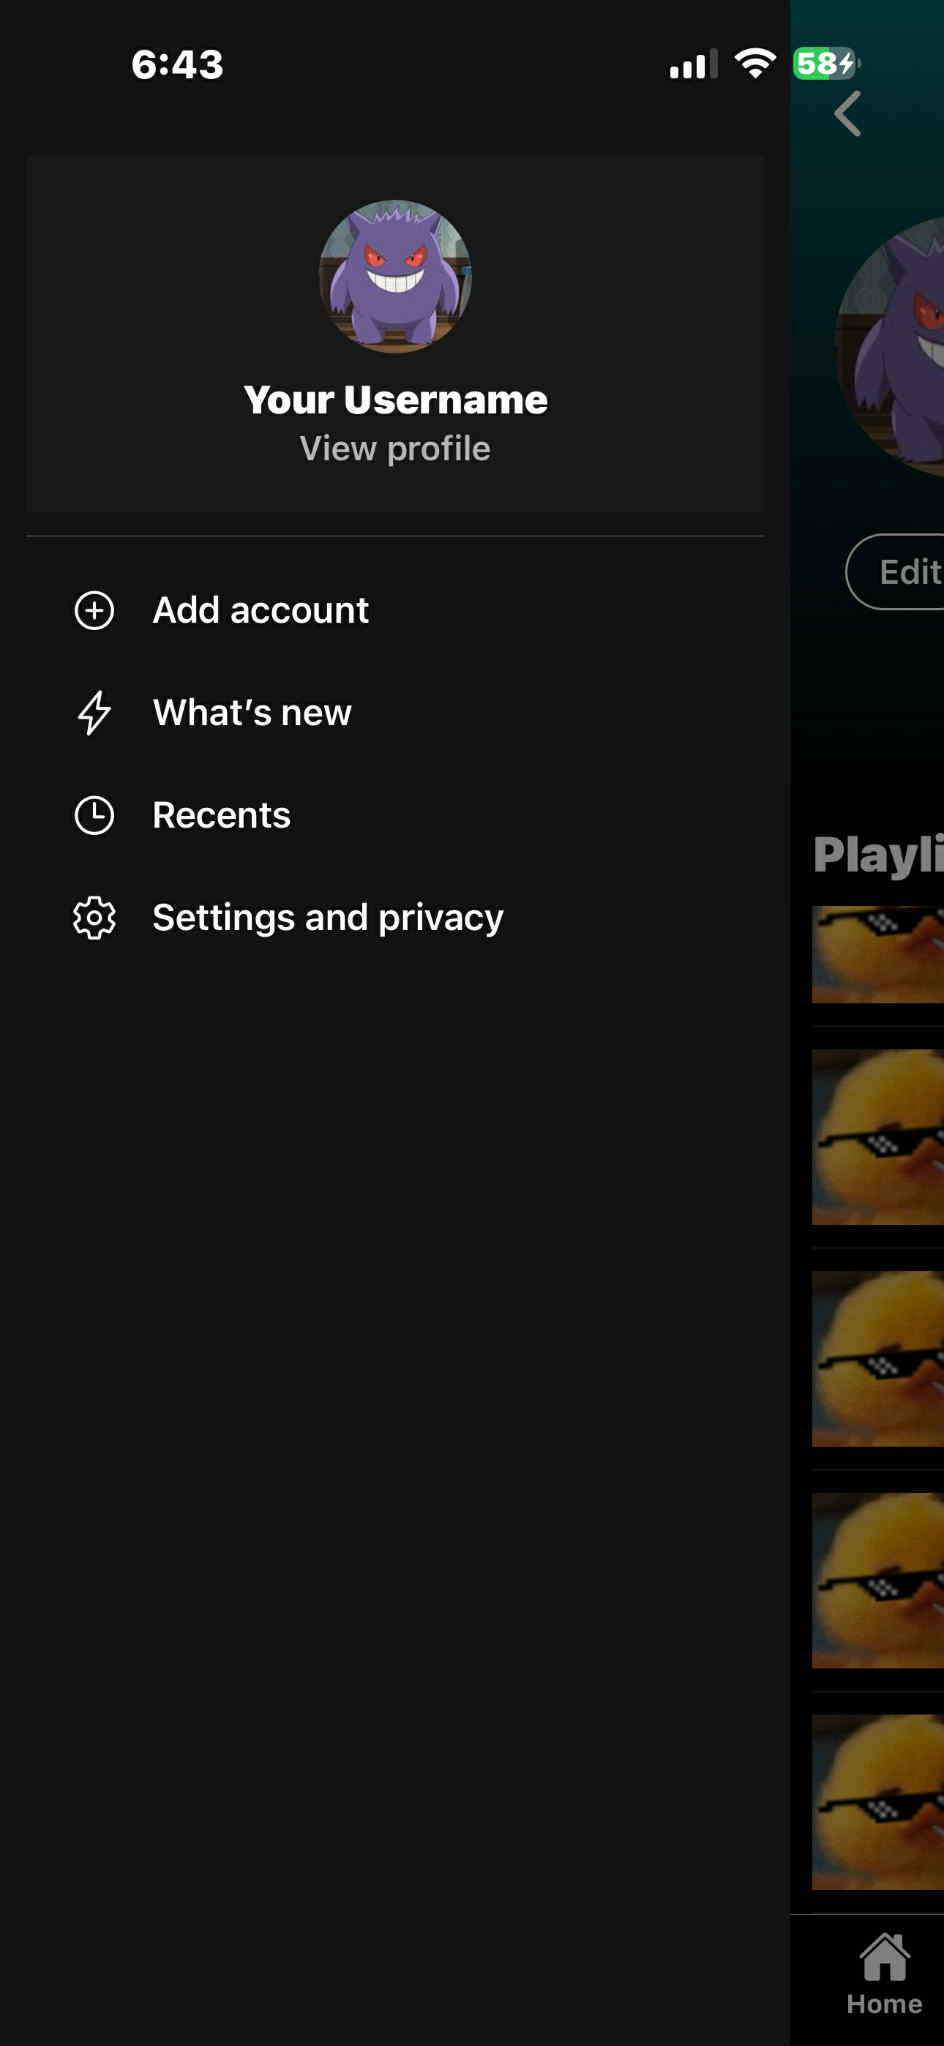 6:43
58
Your Username
View profile
Edit
Add account
What's new
Recents
Settings and privacy
Playli
Home